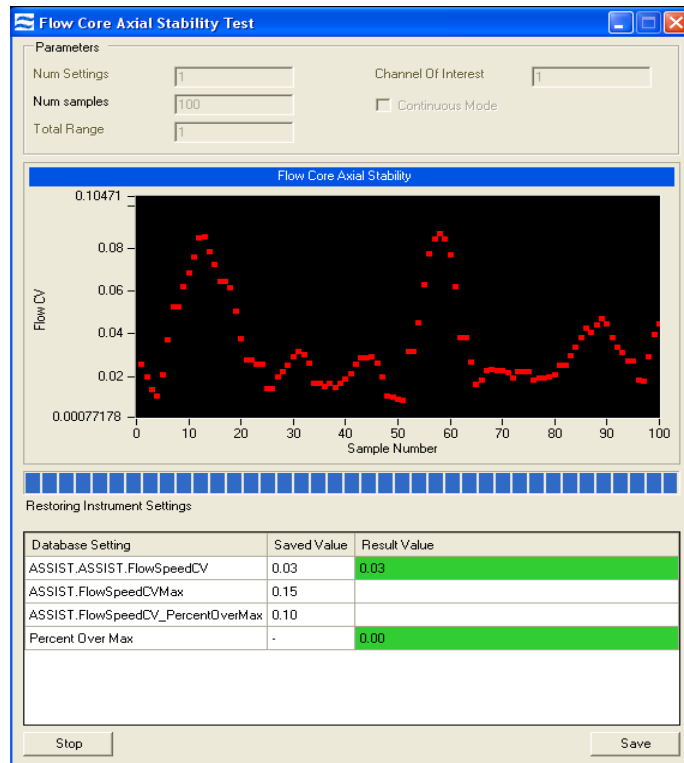 Flow Core Axial Stability Test
Parameters
Num Settings 1 Channel Of Interest 1
Num samples 100 Continuous Mode
Total Range 1
Flow Core Axial Stability
0.10471
0.08
0.06
0.04
0.02
0.00077178
Flow CV
0 10 20 30 40 50 60 70 80 90 100
Sample Number
Restoring Instrument Settings
Database Setting Saved Value Result Value
ASSIST.ASSIST.FlowSpeedCV 0.03 0.03
ASSIST.FlowSpeedCVMax 0.15
ASSIST.FlowSpeedCV_PercentOverMax 0.10
Percent Over Max - 0.00
Stop Save